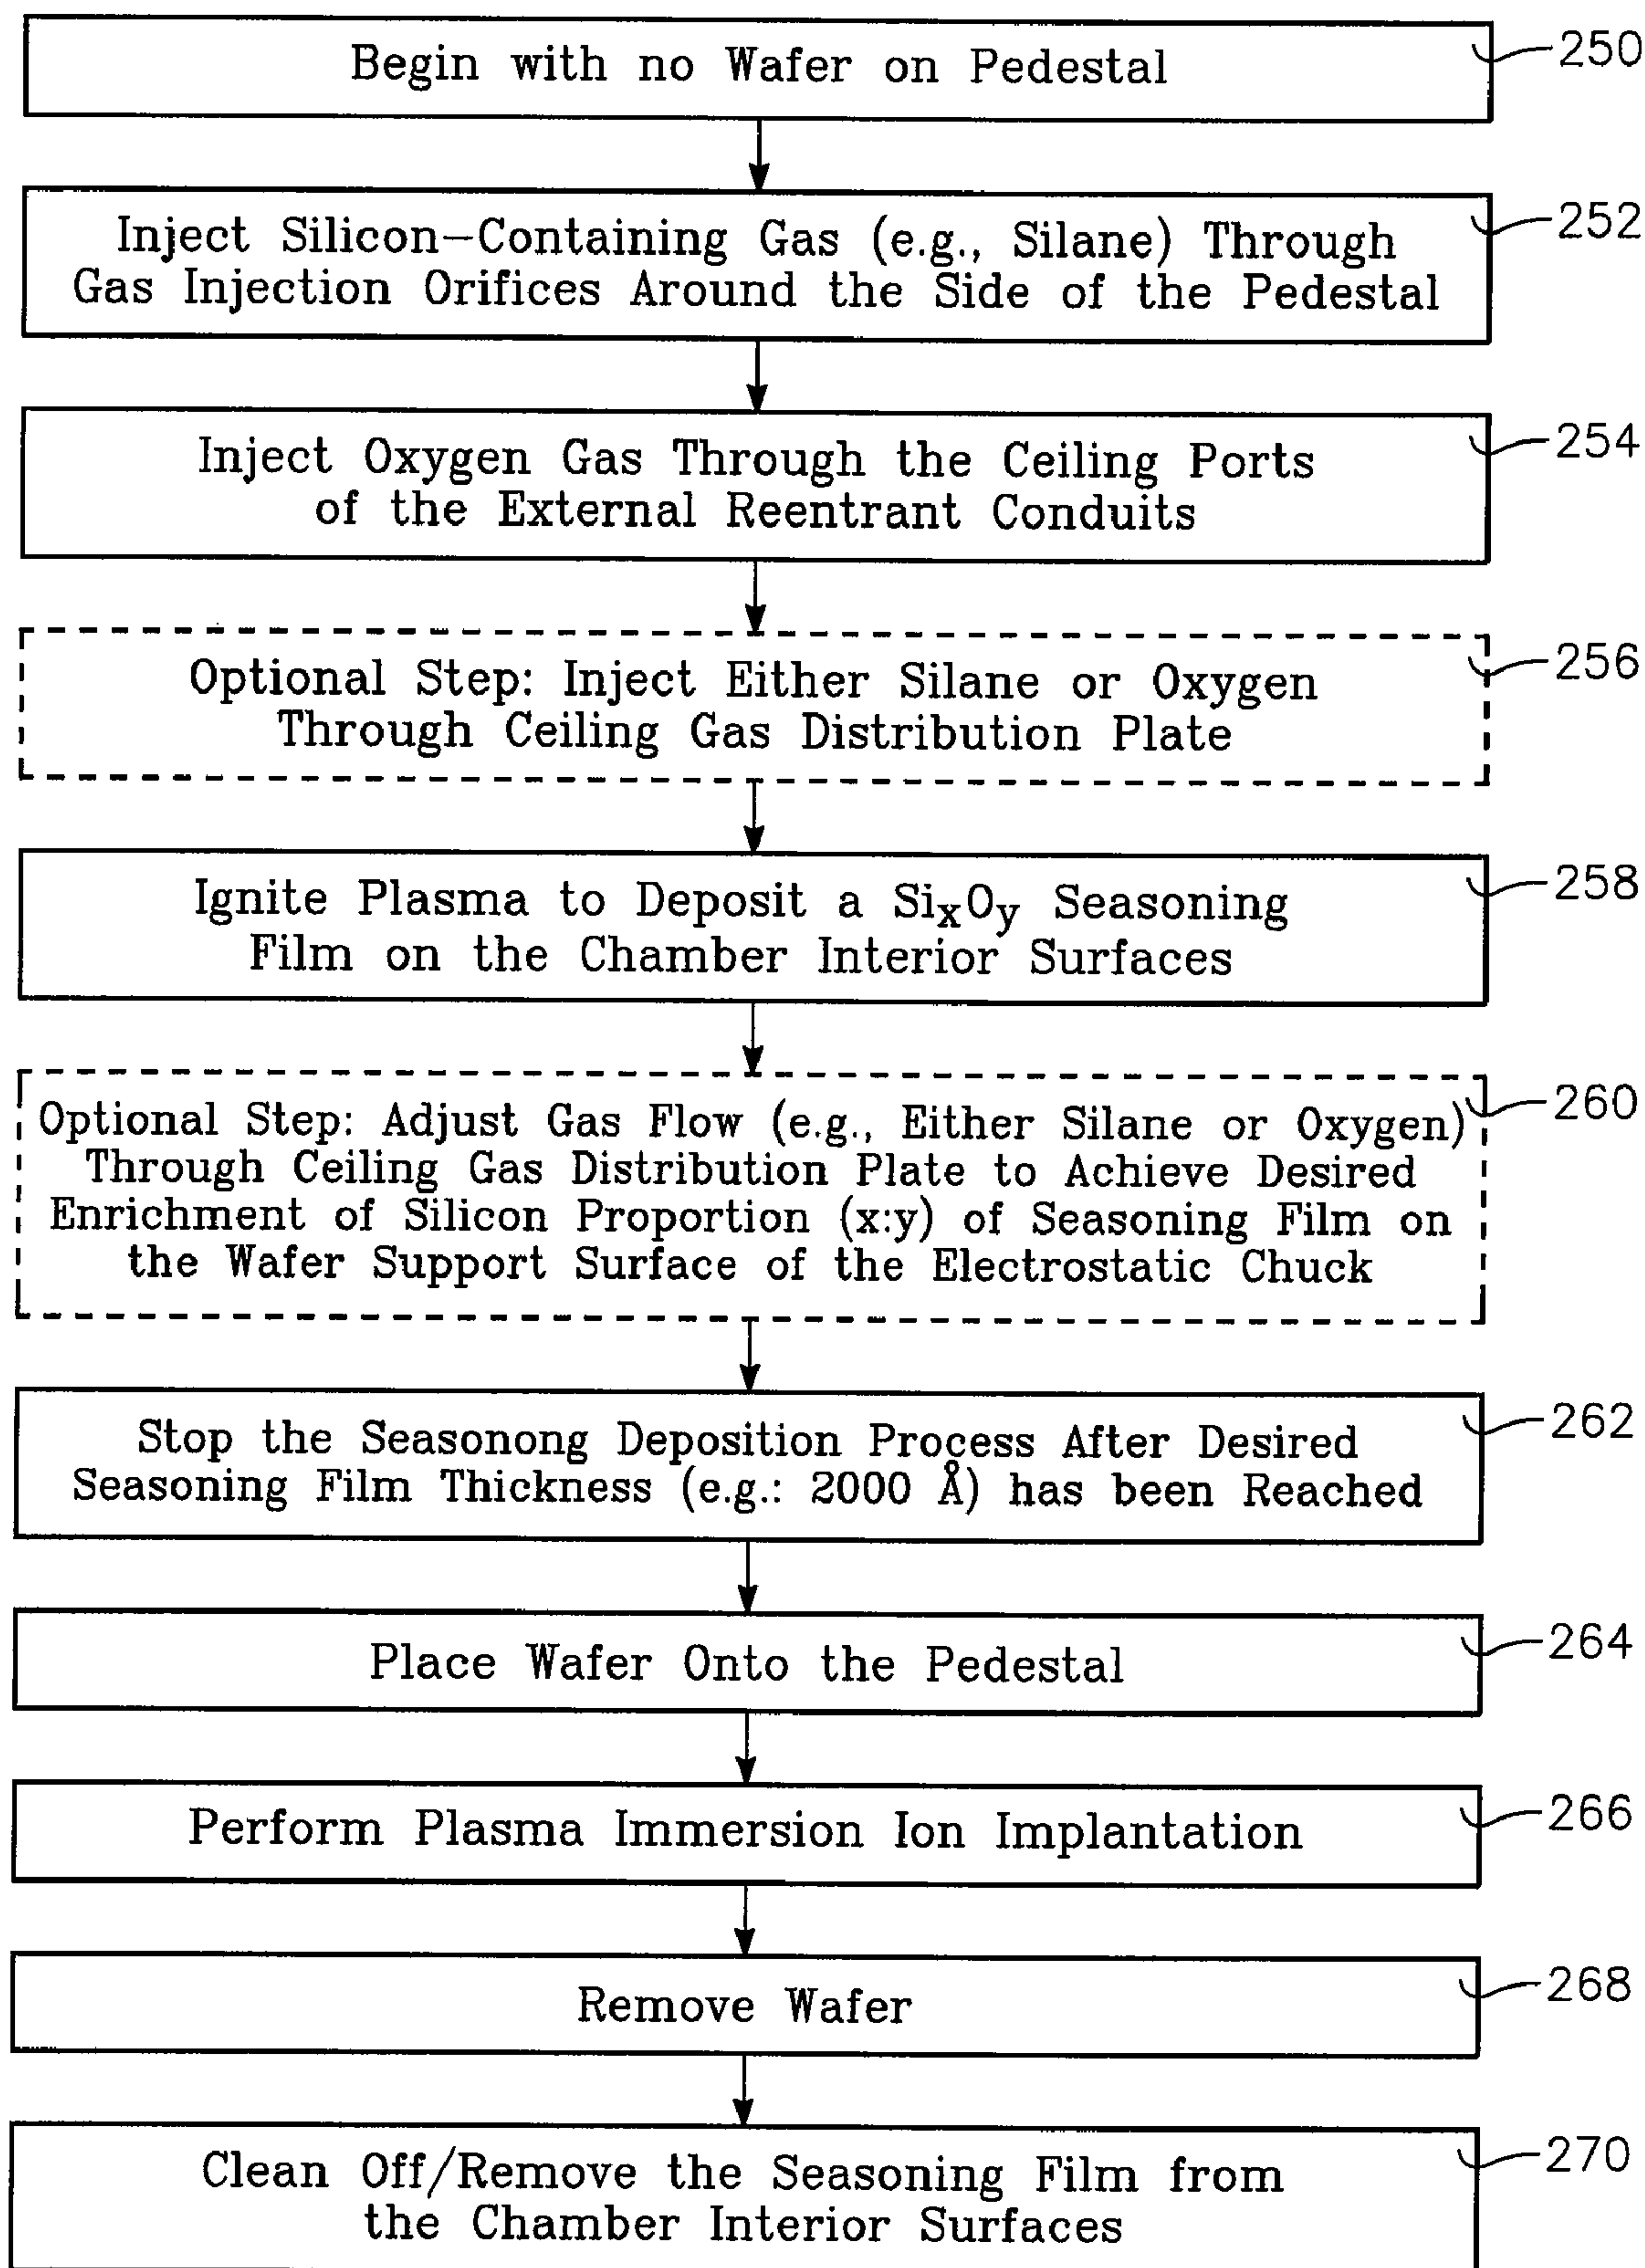 Begin with no Wafer on Pedestal
250
Inject Silicon-Containing Gas (e.g., Silane) Through
Gas Injection Orifices Around the Side of the Pedestal
252
Inject Oxygen Gas Through the Ceiling Ports
of the External Reentrant Conduits
254
Optional Step: Inject Either Silane or Oxygen
Through Ceiling Gas Distribution Plate
256
Ignite Plasma to Deposit a SixOy Seasoning
Film on the Chamber Interior Surfaces
258
Optional Step: Adjust Gas Flow (e.g., Either Silane or Oxygen)
Through Ceiling Gas Distribution Plate to Achieve Desired
Enrichment of Silicon Proportion (x:y) of Seasoning Film on
the Wafer Support Surface of the Electrostatic Chuck
260
Stop the Seasonong Deposition Process After Desired
Seasoning Film Thickness (e.g.: 2000 Å) has been Reached
262
Place Wafer Onto the Pedestal
264
Perform Plasma Immersion Ion Implantation
266
Remove Wafer
268
Clean Off/Remove the Seasoning Film from
the Chamber Interior Surfaces
270